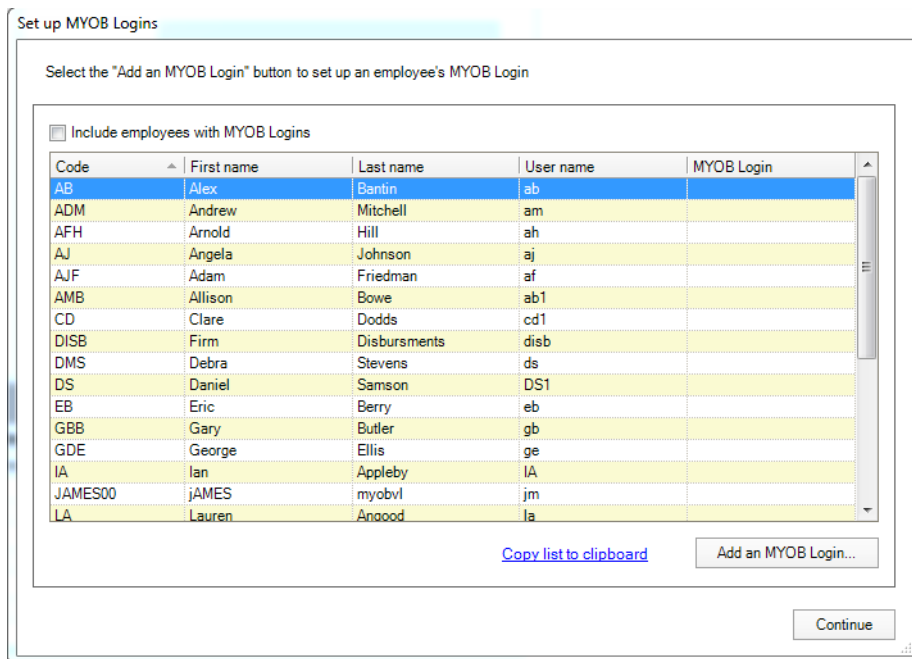 Set up MYOB Logins
Select the "Add an MYOB Login" button to set up an employee's MYOB Login
Include employees with MYOB Logins
Code First name Last name User name MYOB Login
AB Alex Bantin ab
ADM Andrew Mitchell am
AFH Arnold Hill ah
AJ Angela Johnson aj
AJF Adam Friedman af
AMB Allison Bowe ab1
CD Clare Dodds cd1
DISB Firm Disbursments disb
DMS Debra Stevens ds
DS Daniel Samson DS1
EB Eric Berry eb
GBB Gary Butler gb
GDE George Ellis ge
IA Ian Appleby IA
JAMES00 jAMES myobvl jm
LA Lauren Angood la
Copy list to clipboard Add an MYOB Login...
Continue